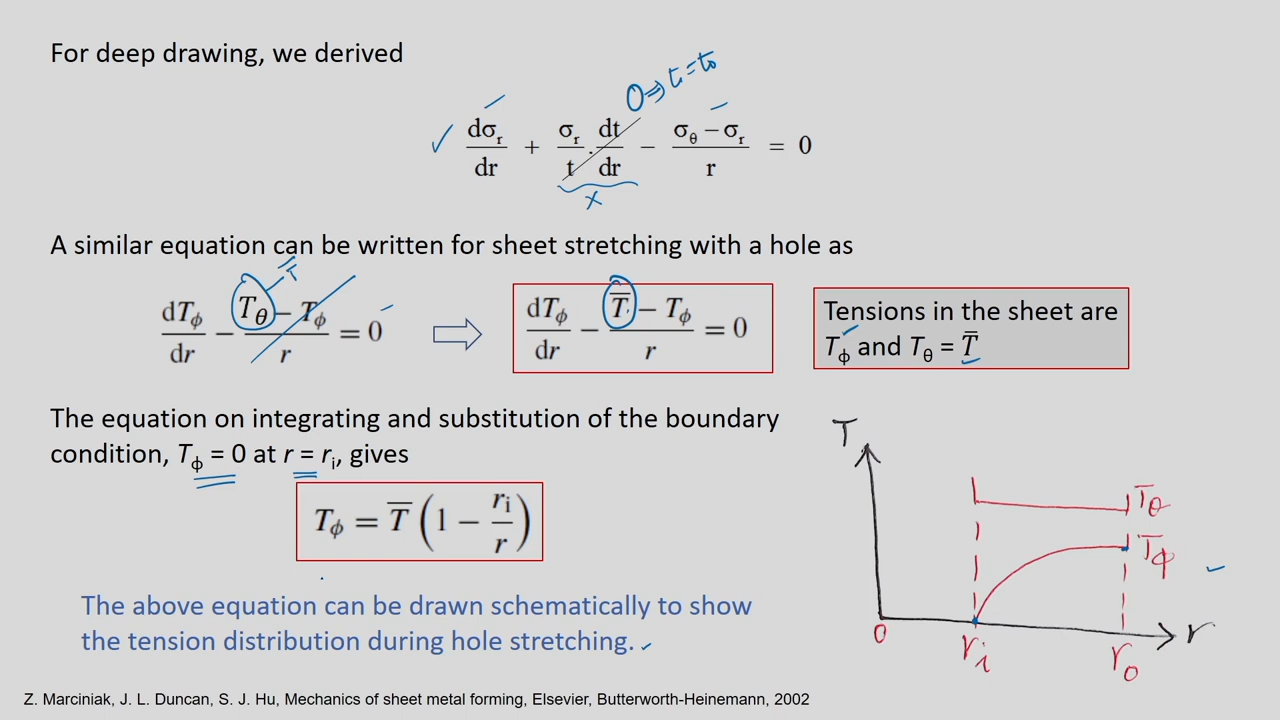 For deep drawing, we derived
0 ⇒ t = t₀
dσr/dr + σr/t . dt/dr − (σθ − σr)/r = 0
x
A similar equation can be written for sheet stretching with a hole as
T̅
dTϕ/dr − (Tθ − Tϕ)/r = 0 ⇨ dTϕ/dr − (T̅ − Tϕ)/r = 0
Tensions in the sheet are
Tϕ and Tθ = T̅
The equation on integrating and substitution of the boundary
condition, Tϕ = 0 at r = ri, gives
Tϕ = T̅ (1 − ri/r)
The above equation can be drawn schematically to show
the tension distribution during hole stretching.
T
Tθ
Tϕ
0 ri ro r
Z. Marciniak, J. L. Duncan, S. J. Hu, Mechanics of sheet metal forming, Elsevier, Butterworth-Heinemann, 2002